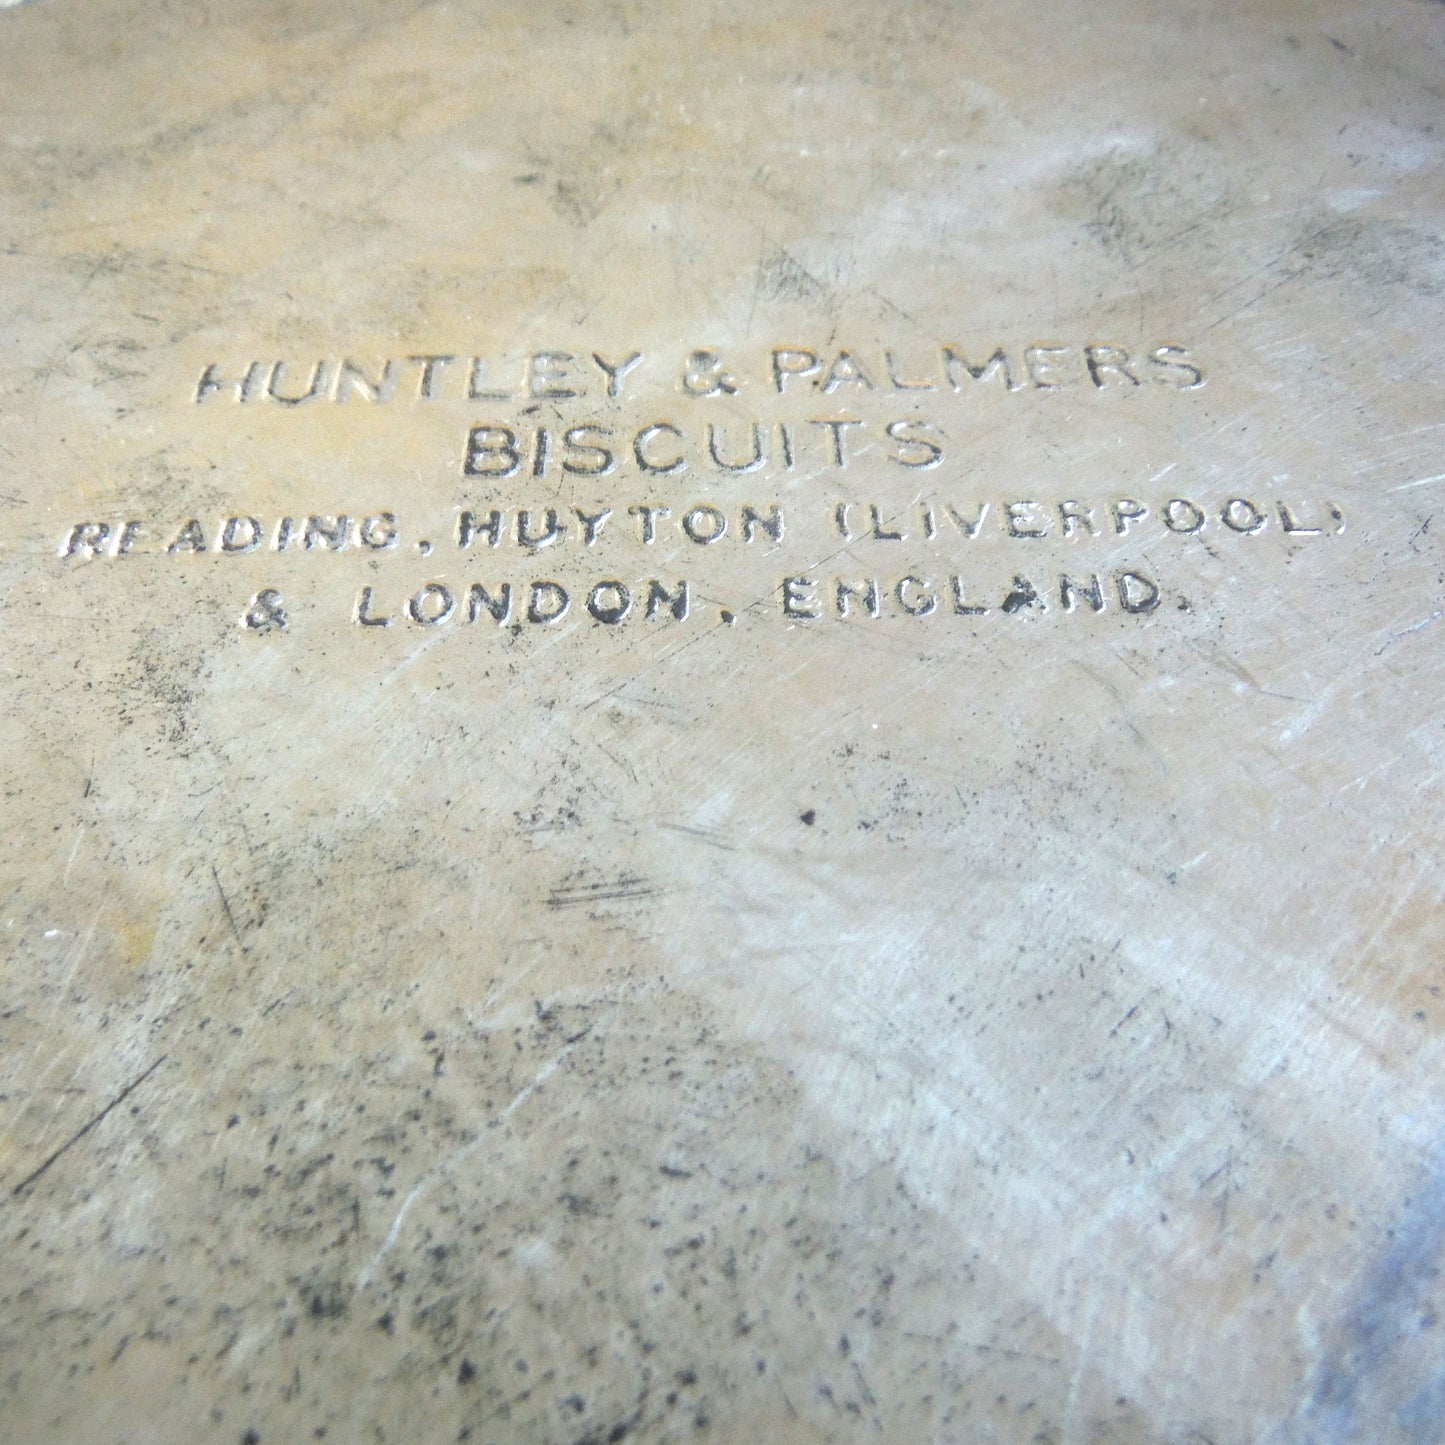 HUNTLEY & PALMERS
BISCUITS
READING, HUYTON (LIVERPOOL)
& LONDON, ENGLAND.